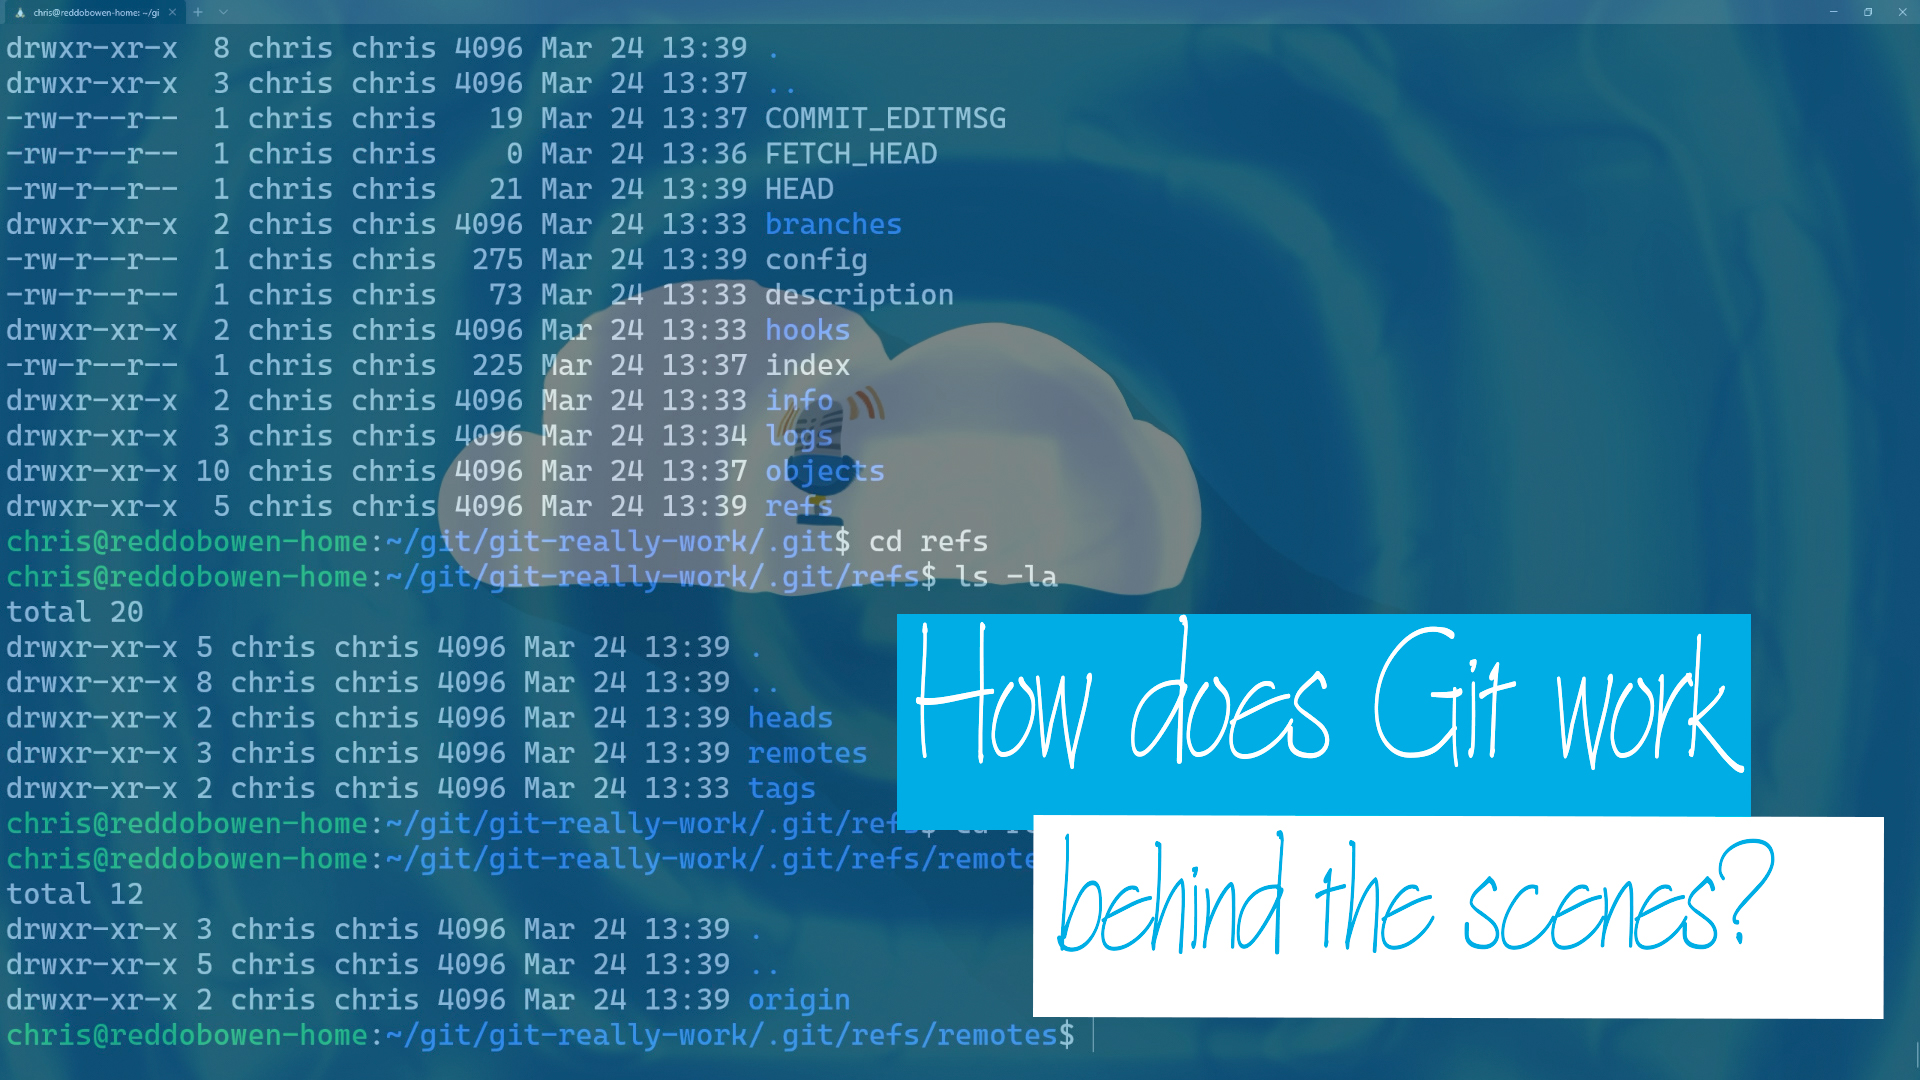 chris@reddobowen-home: ~/gi
drwxr-xr-x  8 chris chris 4096 Mar 24 13:39 .
drwxr-xr-x  3 chris chris 4096 Mar 24 13:37 ..
-rw-r--r--  1 chris chris   19 Mar 24 13:37 COMMIT_EDITMSG
-rw-r--r--  1 chris chris    0 Mar 24 13:36 FETCH_HEAD
-rw-r--r--  1 chris chris   21 Mar 24 13:39 HEAD
drwxr-xr-x  2 chris chris 4096 Mar 24 13:33 branches
-rw-r--r--  1 chris chris  275 Mar 24 13:39 config
-rw-r--r--  1 chris chris   73 Mar 24 13:33 description
drwxr-xr-x  2 chris chris 4096 Mar 24 13:33 hooks
-rw-r--r--  1 chris chris  225 Mar 24 13:37 index
drwxr-xr-x  2 chris chris 4096 Mar 24 13:33 info
drwxr-xr-x  3 chris chris 4096 Mar 24 13:34 logs
drwxr-xr-x 10 chris chris 4096 Mar 24 13:37 objects
drwxr-xr-x  5 chris chris 4096 Mar 24 13:39 refs
chris@reddobowen-home:~/git/git-really-work/.git$ cd refs
chris@reddobowen-home:~/git/git-really-work/.git/refs$ ls -la
total 20
drwxr-xr-x 5 chris chris 4096 Mar 24 13:39 .
drwxr-xr-x 8 chris chris 4096 Mar 24 13:39 ..
drwxr-xr-x 2 chris chris 4096 Mar 24 13:39 heads
drwxr-xr-x 3 chris chris 4096 Mar 24 13:39 remotes
drwxr-xr-x 2 chris chris 4096 Mar 24 13:33 tags
chris@reddobowen-home:~/git/git-really-work/.git/refs$ cd
chris@reddobowen-home:~/git/git-really-work/.git/refs/remote
total 12
drwxr-xr-x 3 chris chris 4096 Mar 24 13:39 .
drwxr-xr-x 5 chris chris 4096 Mar 24 13:39 ..
drwxr-xr-x 2 chris chris 4096 Mar 24 13:39 origin
chris@reddobowen-home:~/git/git-really-work/.git/refs/remotes$
How does Git work
behind the scenes?